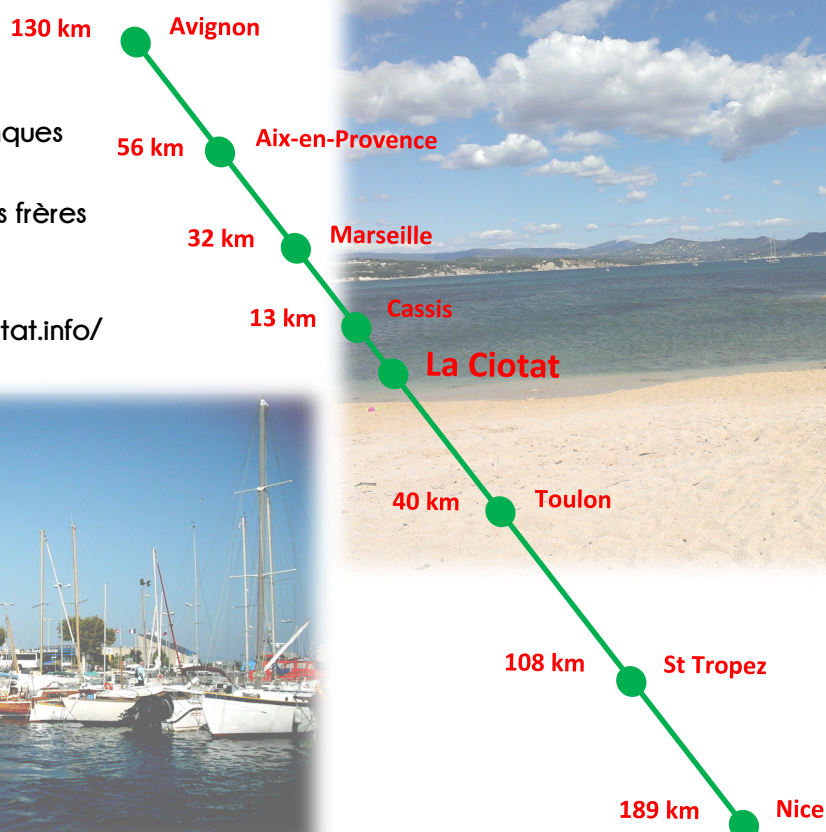 130 km Avignon
nques
56 km Aix-en-Provence
s frères
32 km Marseille
13 km Cassis
tat.info/
La Ciotat
40 km Toulon
108 km St Tropez
189 km Nice